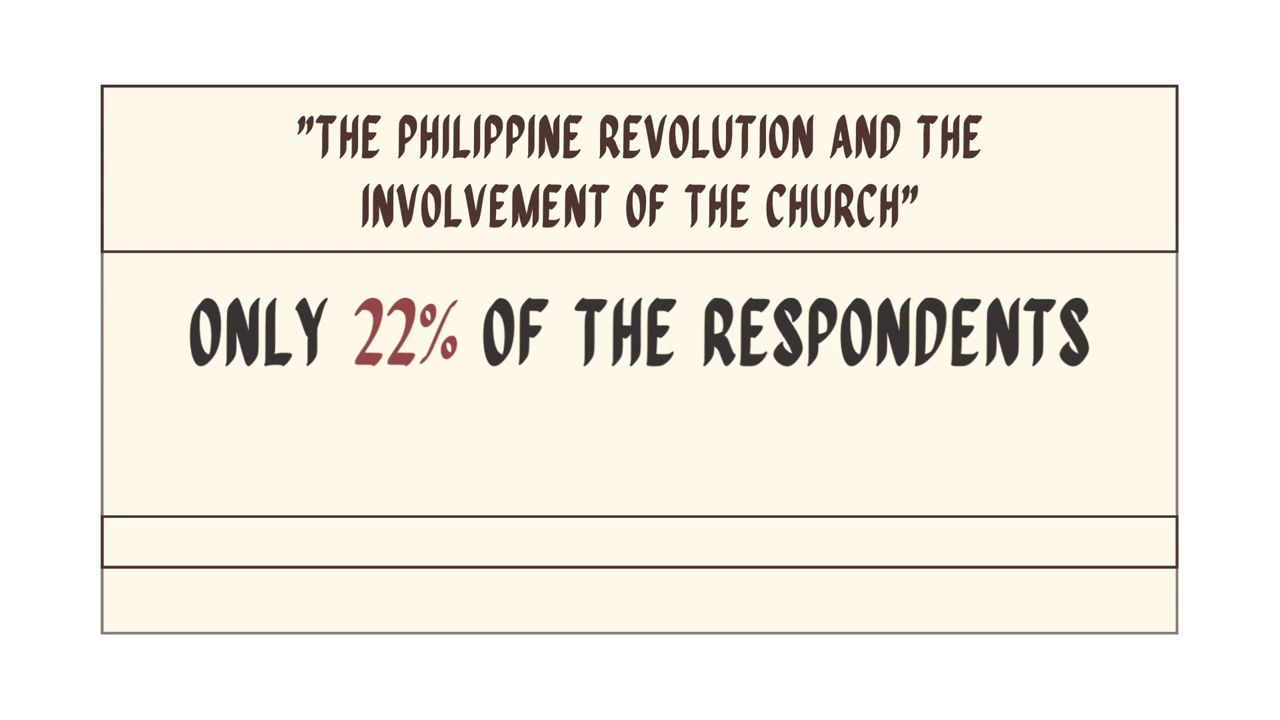 "THE PHILIPPINE REVOLUTION AND THE
INVOLVEMENT OF THE CHURCH"
ONLY 22% OF THE RESPONDENTS